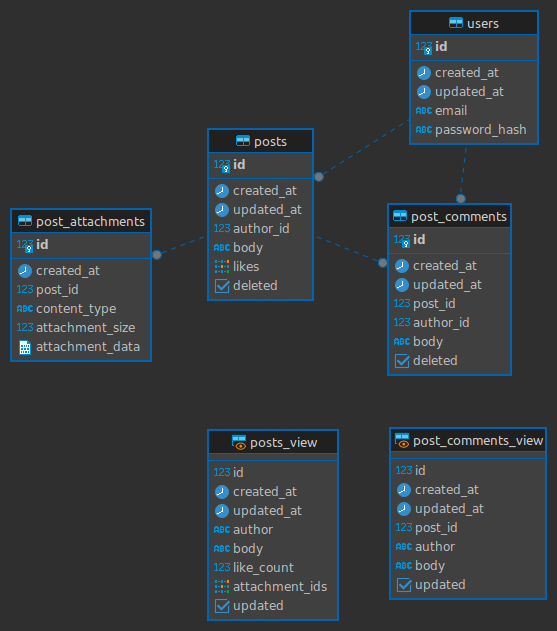 users
123 id
created_at
updated_at
ABC email
ABC password_hash
posts
123 id
created_at
updated_at
123 author_id
ABC body
likes
deleted
post_attachments
123 id
created_at
123 post_id
ABC content_type
123 attachment_size
attachment_data
post_comments
123 id
created_at
updated_at
123 post_id
123 author_id
ABC body
deleted
posts_view
123 id
created_at
updated_at
ABC author
ABC body
123 like_count
attachment_ids
updated
post_comments_view
123 id
created_at
updated_at
123 post_id
ABC author
ABC body
updated